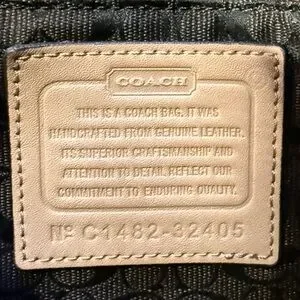 COACH
THIS IS A COACH BAG. IT WAS
HANDCRAFTED FROM GENUINE LEATHER.
ITS SUPERIOR CRAFTSMANSHIP AND
ATTENTION TO DETAIL REFLECT OUR
COMMITMENT TO ENDURING QUALITY.
Nº C1482-32405